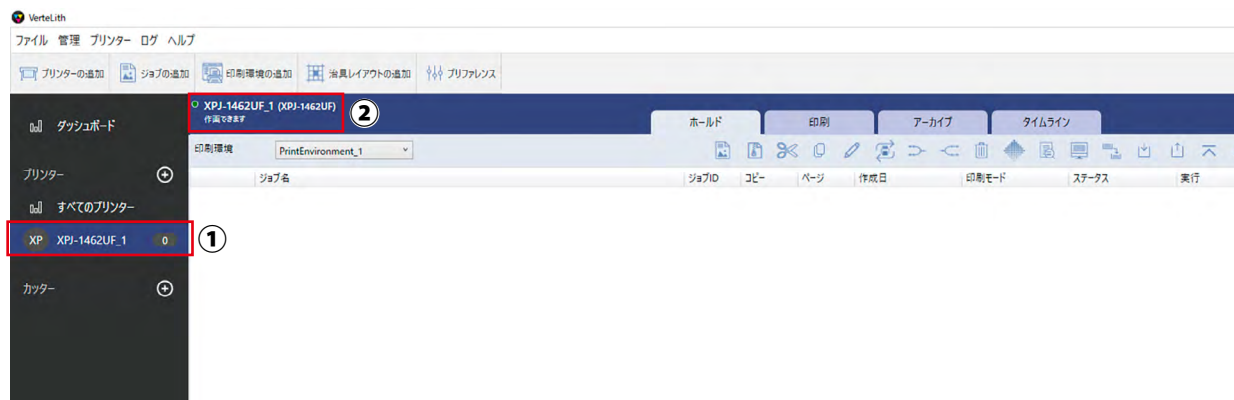 VerteLith
ファイル 管理 プリンター ログ ヘルプ
プリンターの追加 ジョブの追加 印刷環境の追加 治具レイアウトの追加 プリファレンス
XPJ-1462UF_1 (XPJ-1462UF)
作画できます
②
ダッシュボード
ホールド 印刷 アーカイブ タイムライン
印刷環境 PrintEnvironment_1
プリンター
ジョブ名 ジョブID コピー ページ 作成日 印刷モード ステータス 実行
すべてのプリンター
XP XPJ-1462UF_1 0
①
カッター